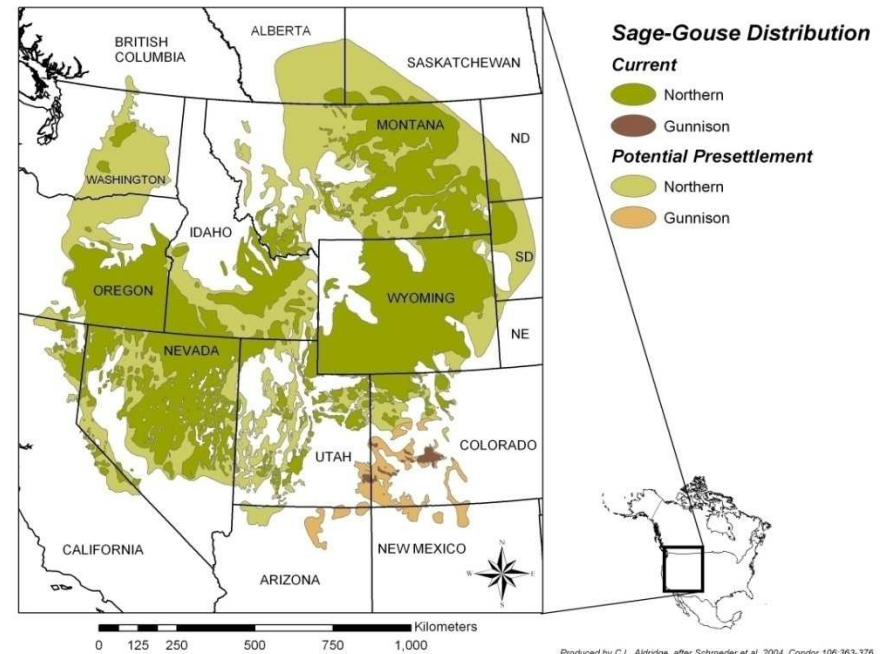 BRITISH
COLUMBIA
ALBERTA
SASKATCHEWAN
MONTANA
ND
WASHINGTON
IDAHO
SD
OREGON
WYOMING
NE
NEVADA
UTAH
COLORADO
CALIFORNIA
ARIZONA
NEW MEXICO
N
W
E
S
Sage-Gouse Distribution
Current
Northern
Gunnison
Potential Presettlement
Northern
Gunnison
Kilometers
0 125 250 500 750 1,000
Produced by C.L. Aldridge, after Schroeder et al. 2004, Condor 106:363-376